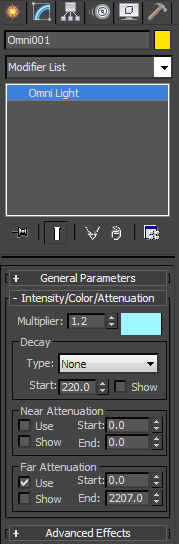 Omni001
Modifier List
Omni Light
+ General Parameters
- Intensity/Color/Attenuation
Multiplier: 1.2
Decay
Type: None
Start: 220.0 Show
Near Attenuation
Use Start: 0.0
Show End: 0.0
Far Attenuation
Use Start: 0.0
Show End: 2207.0
+ Advanced Effects